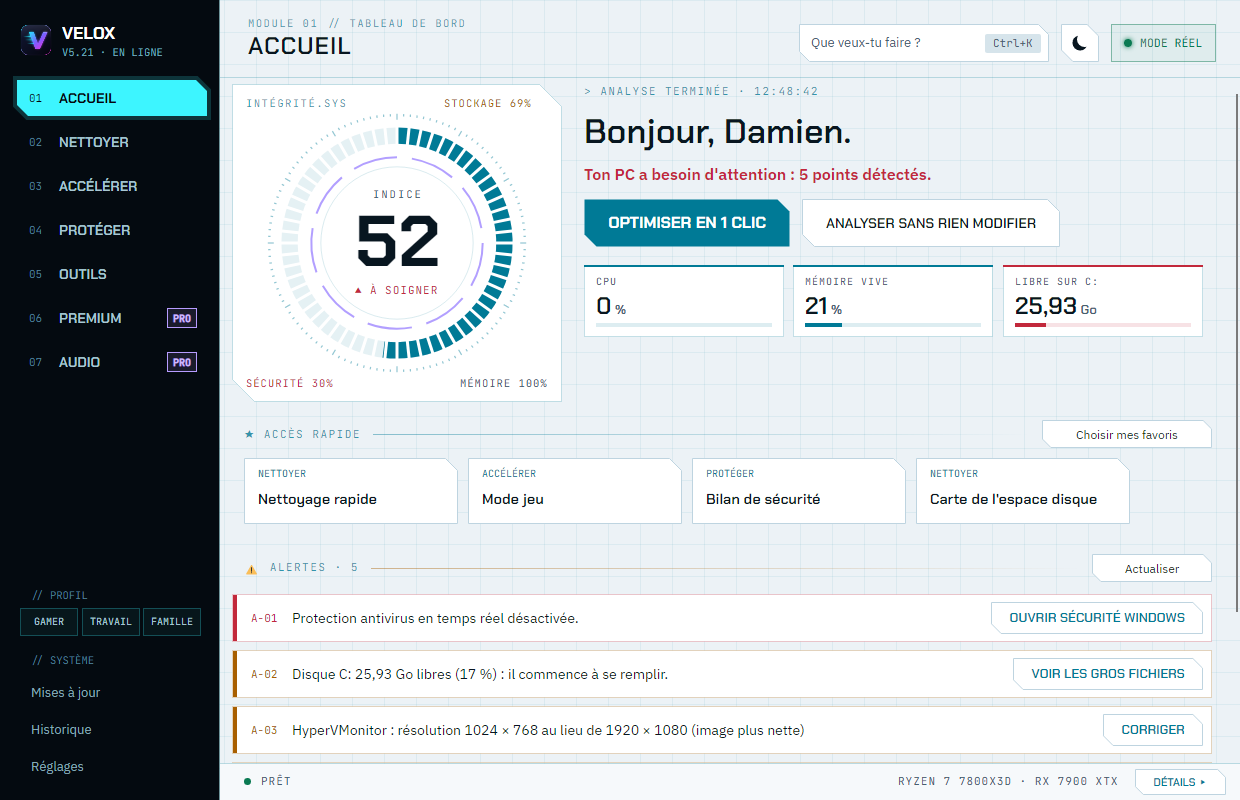 VELOX
V5.21 · EN LIGNE
01 ACCUEIL
02 NETTOYER
03 ACCÉLÉRER
04 PROTÉGER
05 OUTILS
06 PREMIUM PRO
07 AUDIO PRO
// PROFIL
GAMER TRAVAIL FAMILLE
// SYSTÈME
Mises à jour
Historique
Réglages
MODULE 01 // TABLEAU DE BORD
ACCUEIL
Que veux-tu faire ? Ctrl+K
MODE RÉEL
INTÉGRITÉ.SYS STOCKAGE 69%
INDICE
52
▲ À SOIGNER
SÉCURITÉ 30% MÉMOIRE 100%
> ANALYSE TERMINÉE · 12:48:42
Bonjour, Damien.
Ton PC a besoin d'attention : 5 points détectés.
OPTIMISER EN 1 CLIC ANALYSER SANS RIEN MODIFIER
CPU
0 %
MÉMOIRE VIVE
21 %
LIBRE SUR C:
25,93 Go
★ ACCÈS RAPIDE Choisir mes favoris
NETTOYER
Nettoyage rapide
ACCÉLÉRER
Mode jeu
PROTÉGER
Bilan de sécurité
NETTOYER
Carte de l'espace disque
⚠ ALERTES · 5 Actualiser
A-01 Protection antivirus en temps réel désactivée. OUVRIR SÉCURITÉ WINDOWS
A-02 Disque C: 25,93 Go libres (17 %) : il commence à se remplir. VOIR LES GROS FICHIERS
A-03 HyperVMonitor : résolution 1024 × 768 au lieu de 1920 × 1080 (image plus nette) CORRIGER
PRÊT RYZEN 7 7800X3D · RX 7900 XTX DÉTAILS ▸